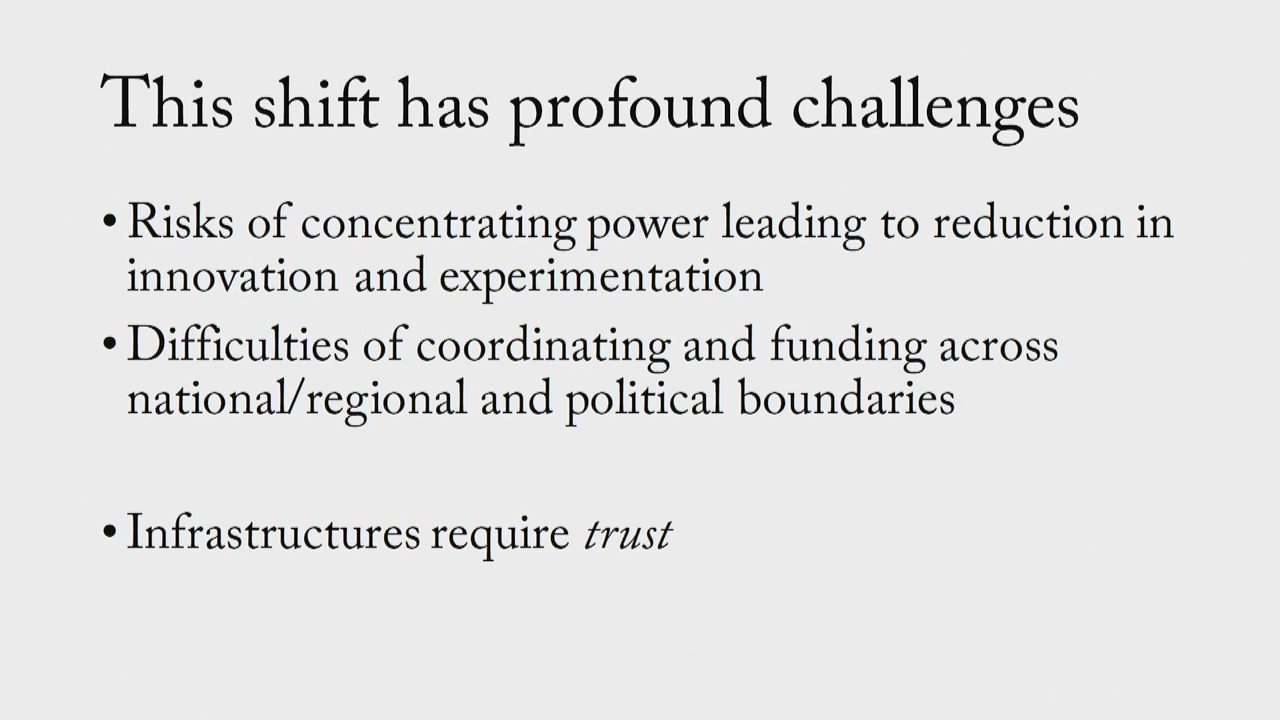 This shift has profound challenges
• Risks of concentrating power leading to reduction in
innovation and experimentation
• Difficulties of coordinating and funding across
national/regional and political boundaries
• Infrastructures require trust